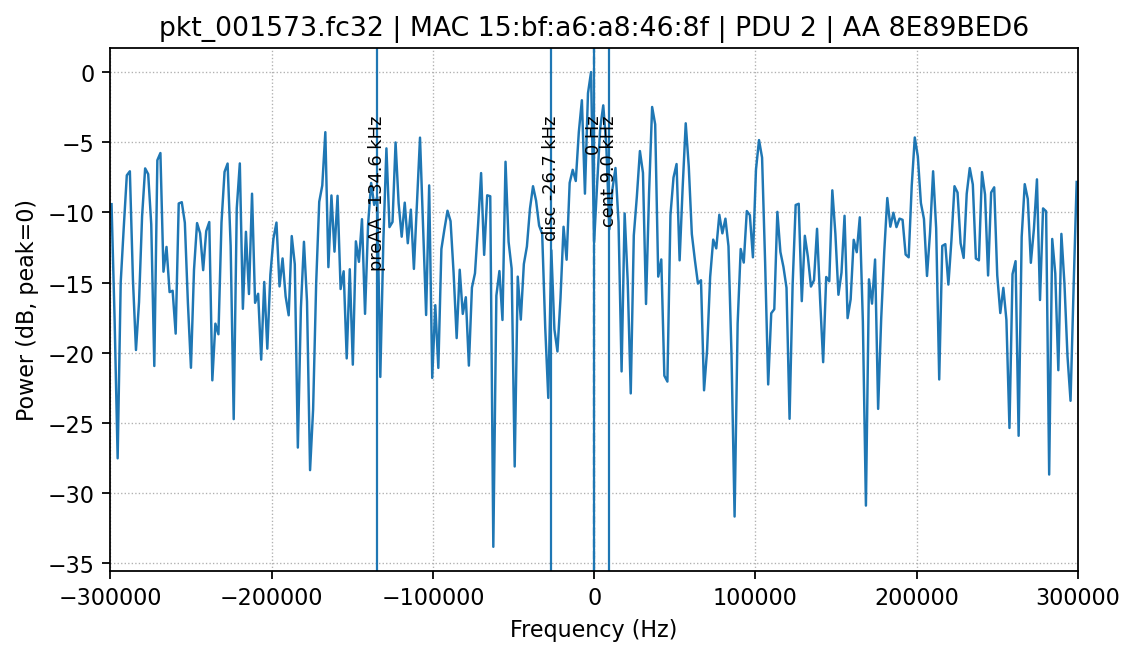 pkt_001573.fc32 | MAC 15:bf:a6:a8:46:8f | PDU 2 | AA 8E89BED6
Power (dB, peak=0)
0
−5
−10
−15
−20
−25
−30
−35
preAA -134.6 kHz
disc -26.7 kHz
0 Hz
cent 9.0 kHz
−300000
−200000
−100000
0
100000
200000
300000
Frequency (Hz)